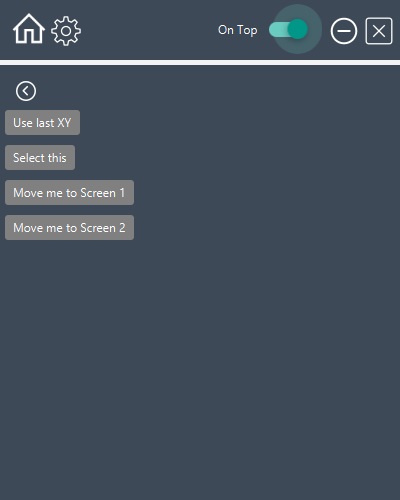 On Top
Use last XY
Select this
Move me to Screen 1
Move me to Screen 2